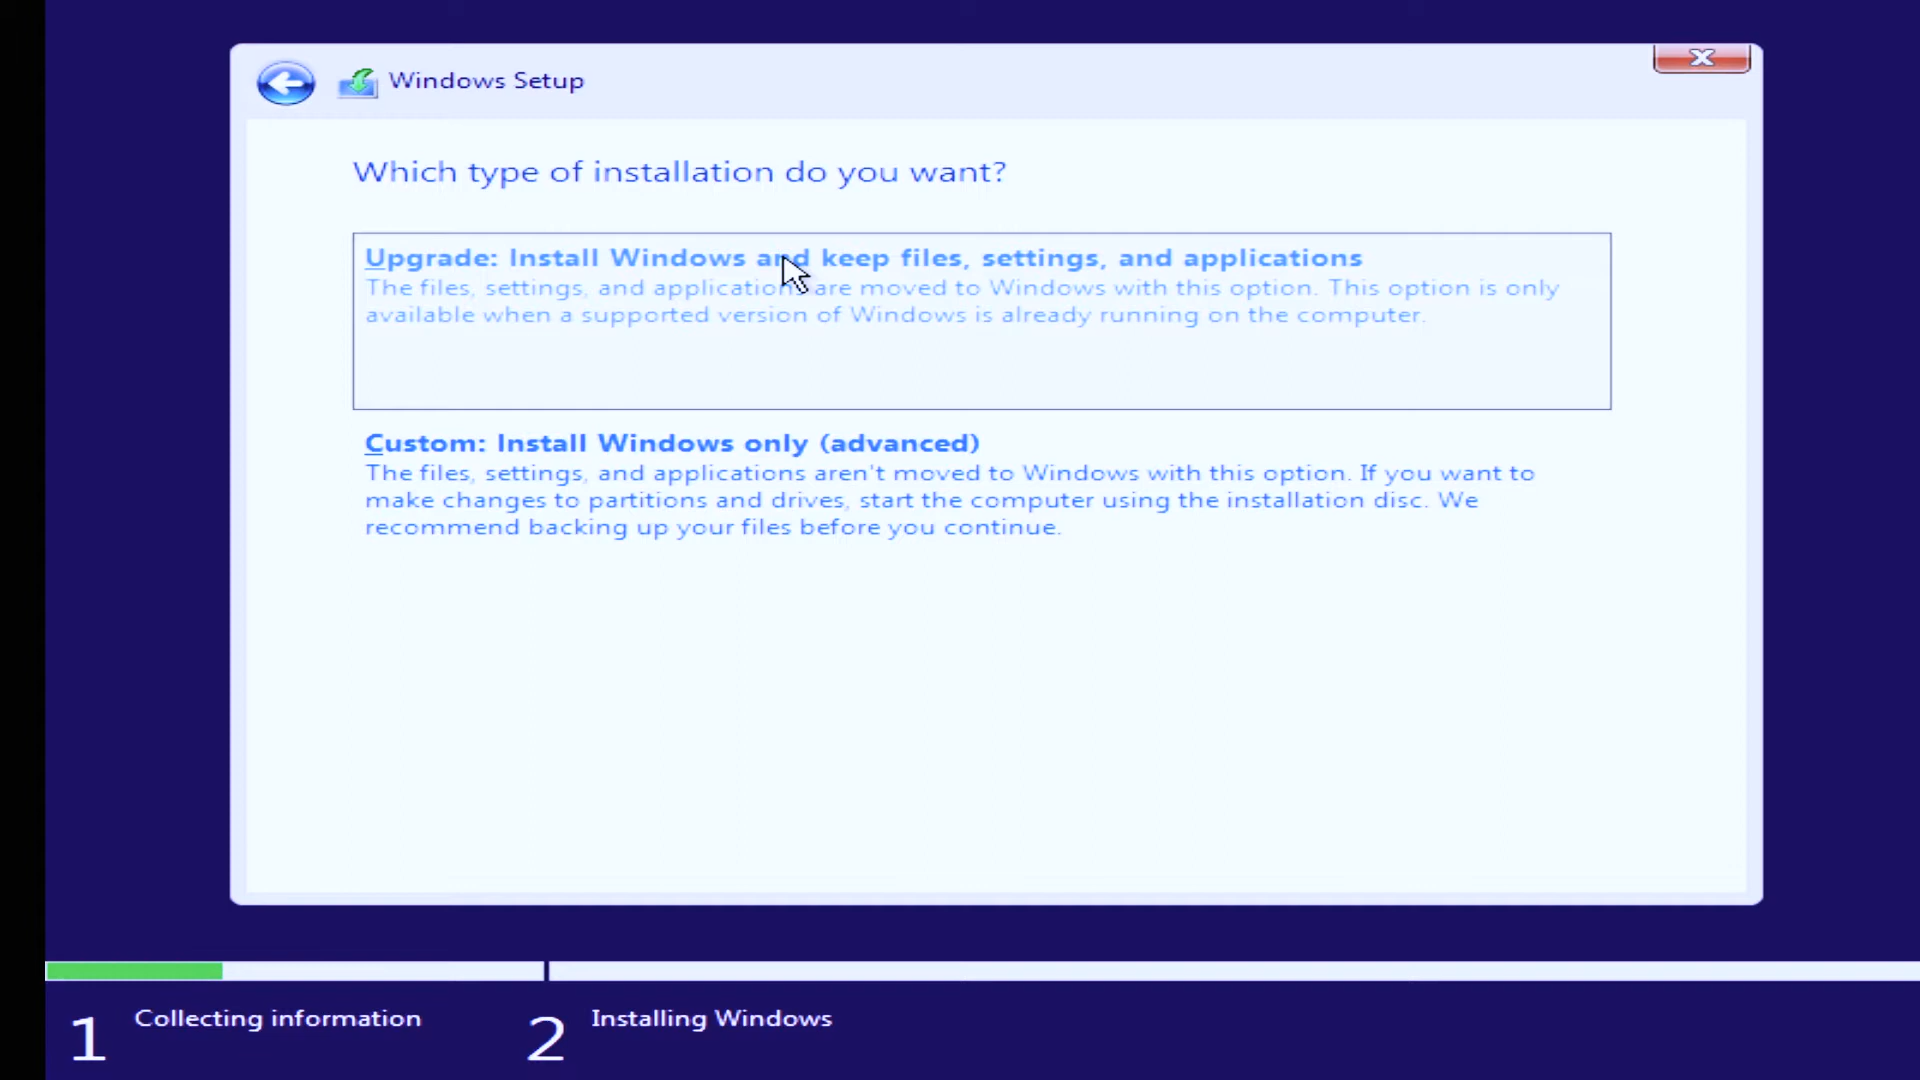 Windows Setup
Which type of installation do you want?
Upgrade: Install Windows and keep files, settings, and applications
The files, settings, and applications are moved to Windows with this option. This option is only
available when a supported version of Windows is already running on the computer.
Custom: Install Windows only (advanced)
The files, settings, and applications aren't moved to Windows with this option. If you want to
make changes to partitions and drives, start the computer using the installation disc. We
recommend backing up your files before you continue.
1 Collecting information
2 Installing Windows